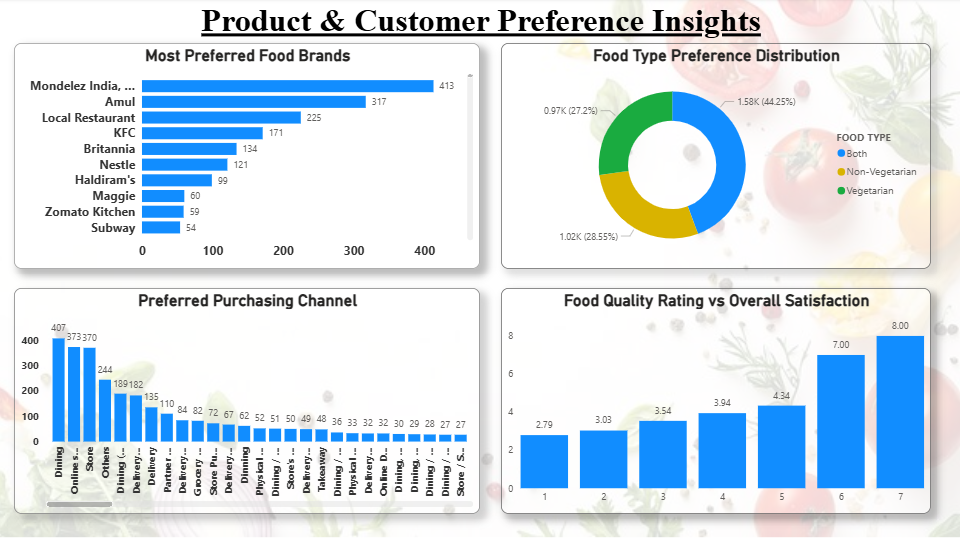 Product & Customer Preference Insights
Most Preferred Food Brands
Mondelez India, ... 413
Amul 317
Local Restaurant 225
KFC 171
Britannia 134
Nestle 121
Haldiram's 99
Maggie 60
Zomato Kitchen 59
Subway 54
0 100 200 300 400
Food Type Preference Distribution
0.97K (27.2%)
1.58K (44.25%)
1.02K (28.55%)
FOOD TYPE
Both
Non-Vegetarian
Vegetarian
Preferred Purchasing Channel
400
300
200
100
0
407 373 370 244 189 182 135 110 84 82 72 67 62 52 51 50 49 48 36 33 32 32 30 29 28 27 27
Dining
Online s...
Store
Others
Dining (...
Delivery...
Delivery
Partner ...
Delivery...
Grocery ...
Store Pu...
Delivery...
Dinning
Physical ...
Dining / ...
Store's ...
Delivery...
Takeaway
Dining / ...
Physical ...
Delivery...
Online D...
Dining, ...
Dining, ...
Dining / ...
Dining / ...
Store / S...
Food Quality Rating vs Overall Satisfaction
8
6
4
2
0
2.79 3.03 3.54 3.94 4.34 7.00 8.00
1 2 3 4 5 6 7